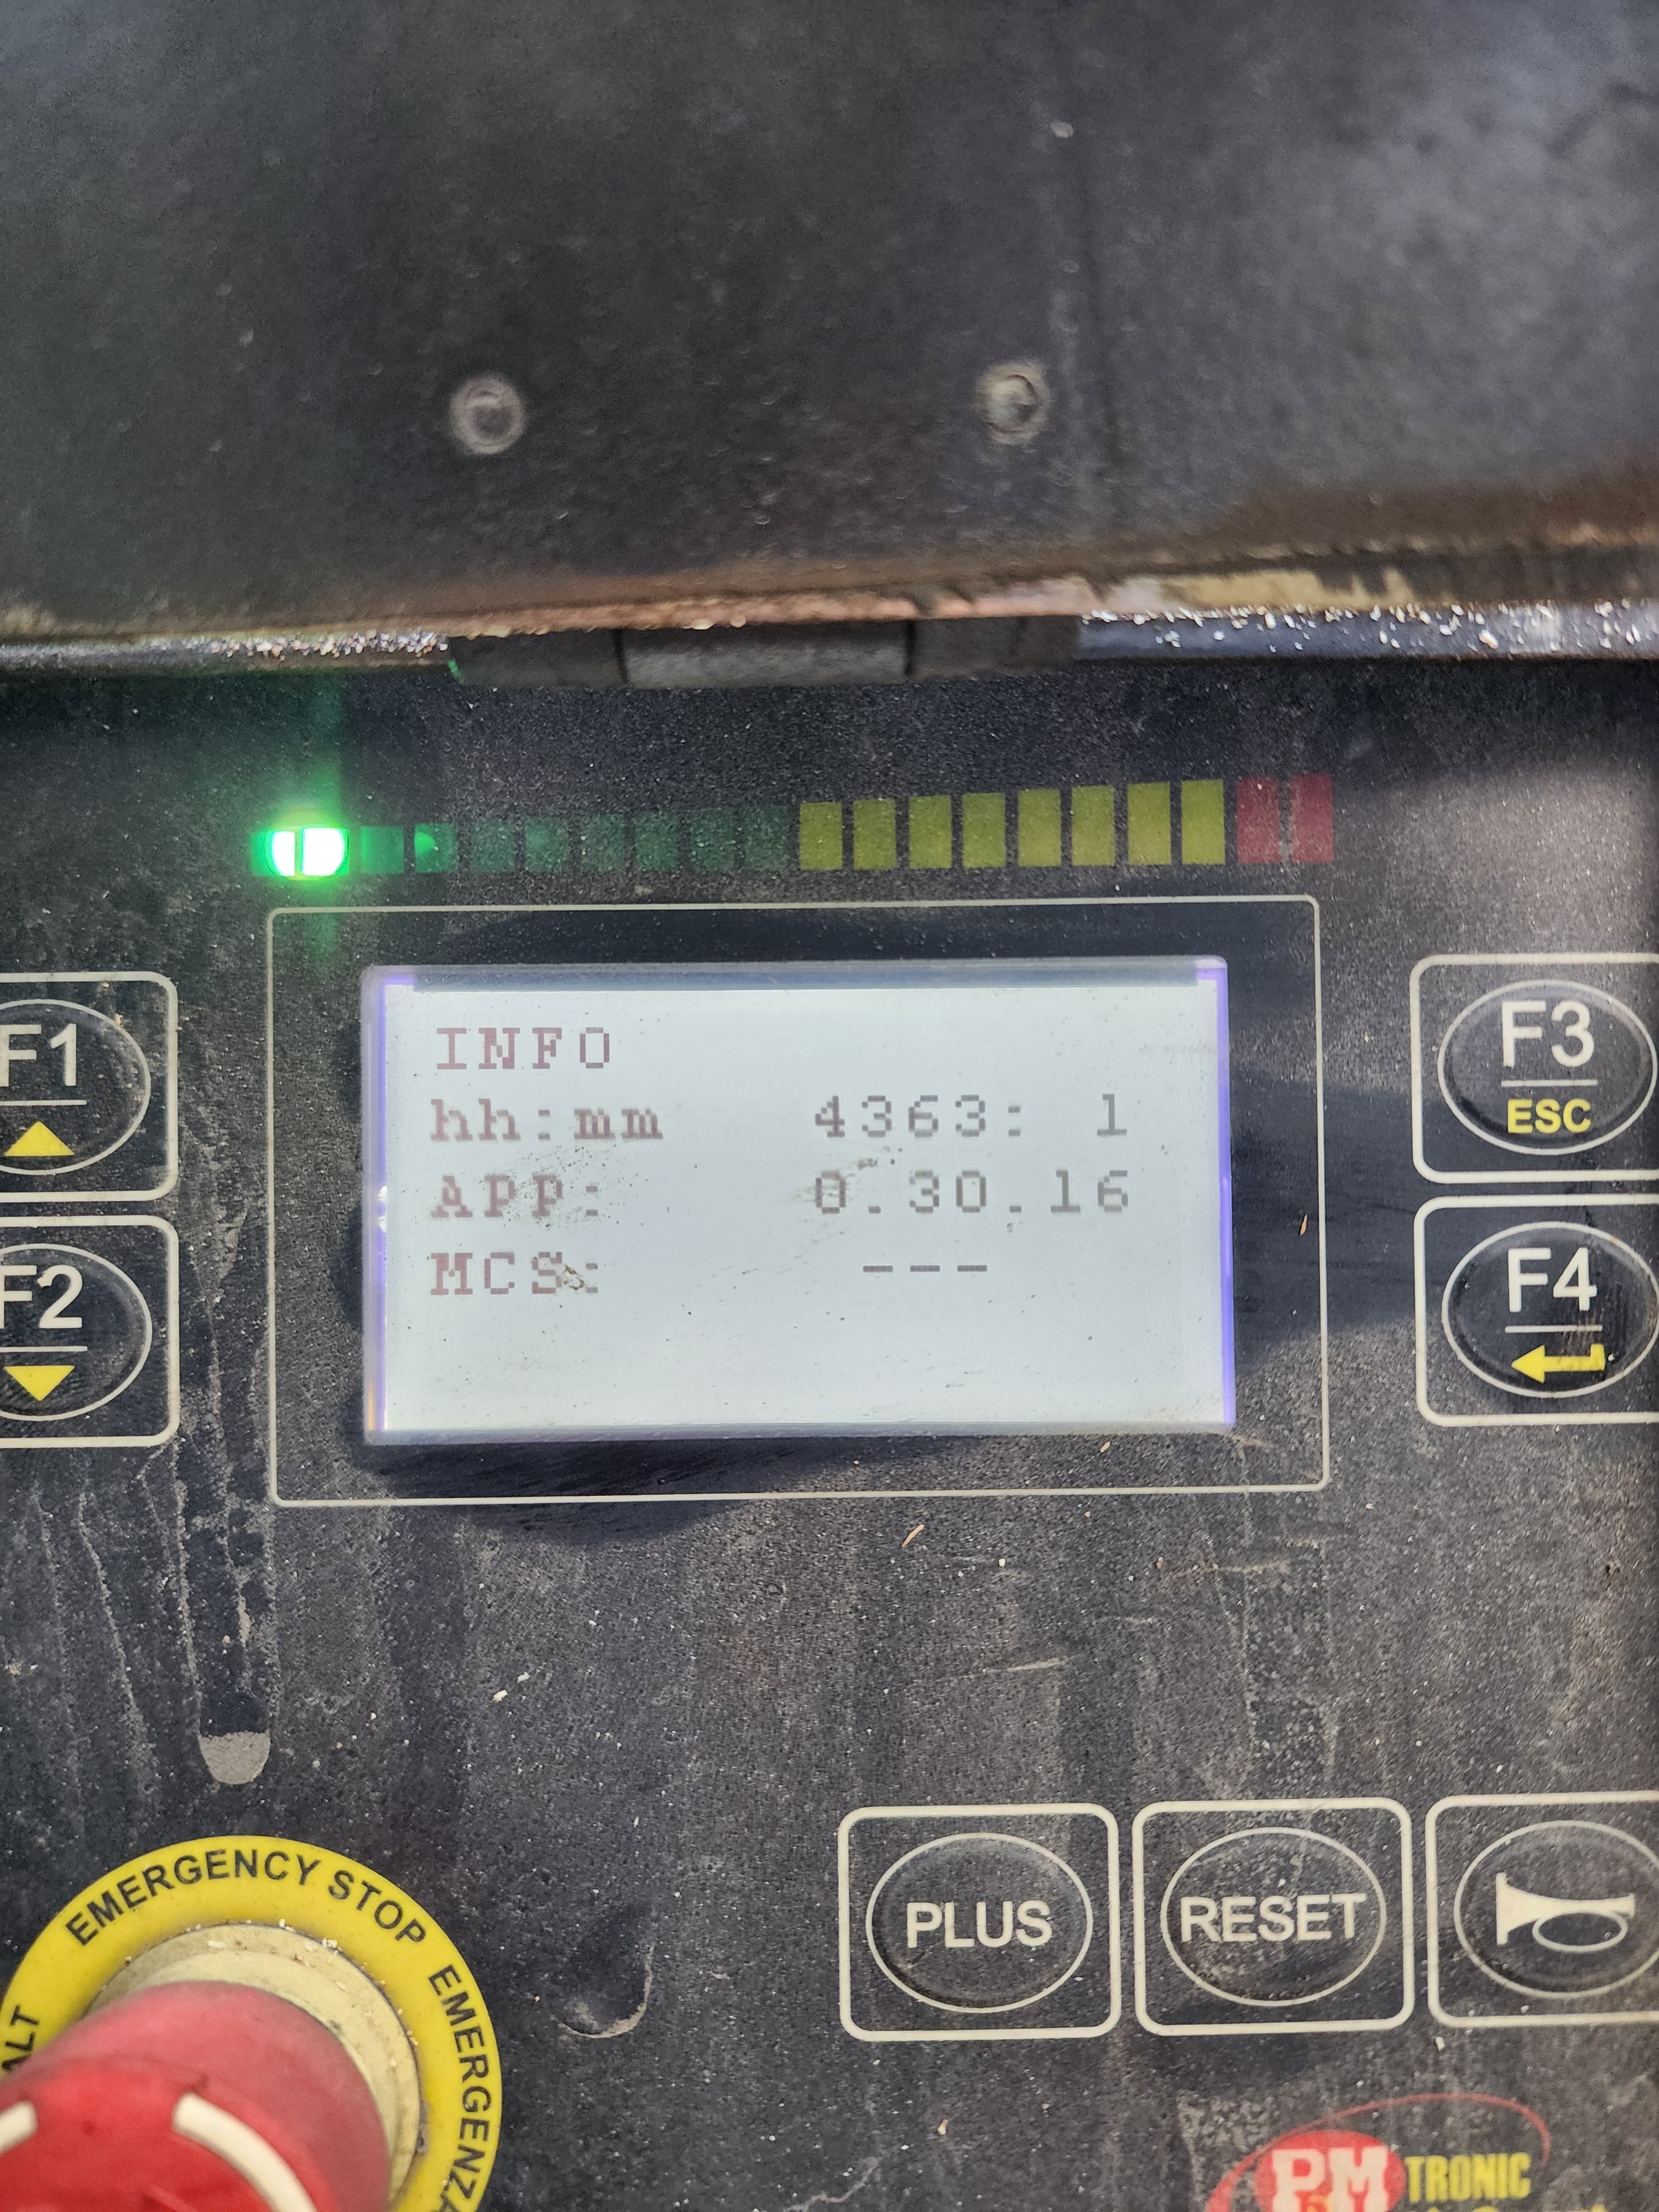 INFO
hh:mm 4363: 1
APP: 0.30.16
MCS: ---
F1
F2
F3
ESC
F4
PLUS
RESET
EMERGENCY STOP
PM
TRONIC